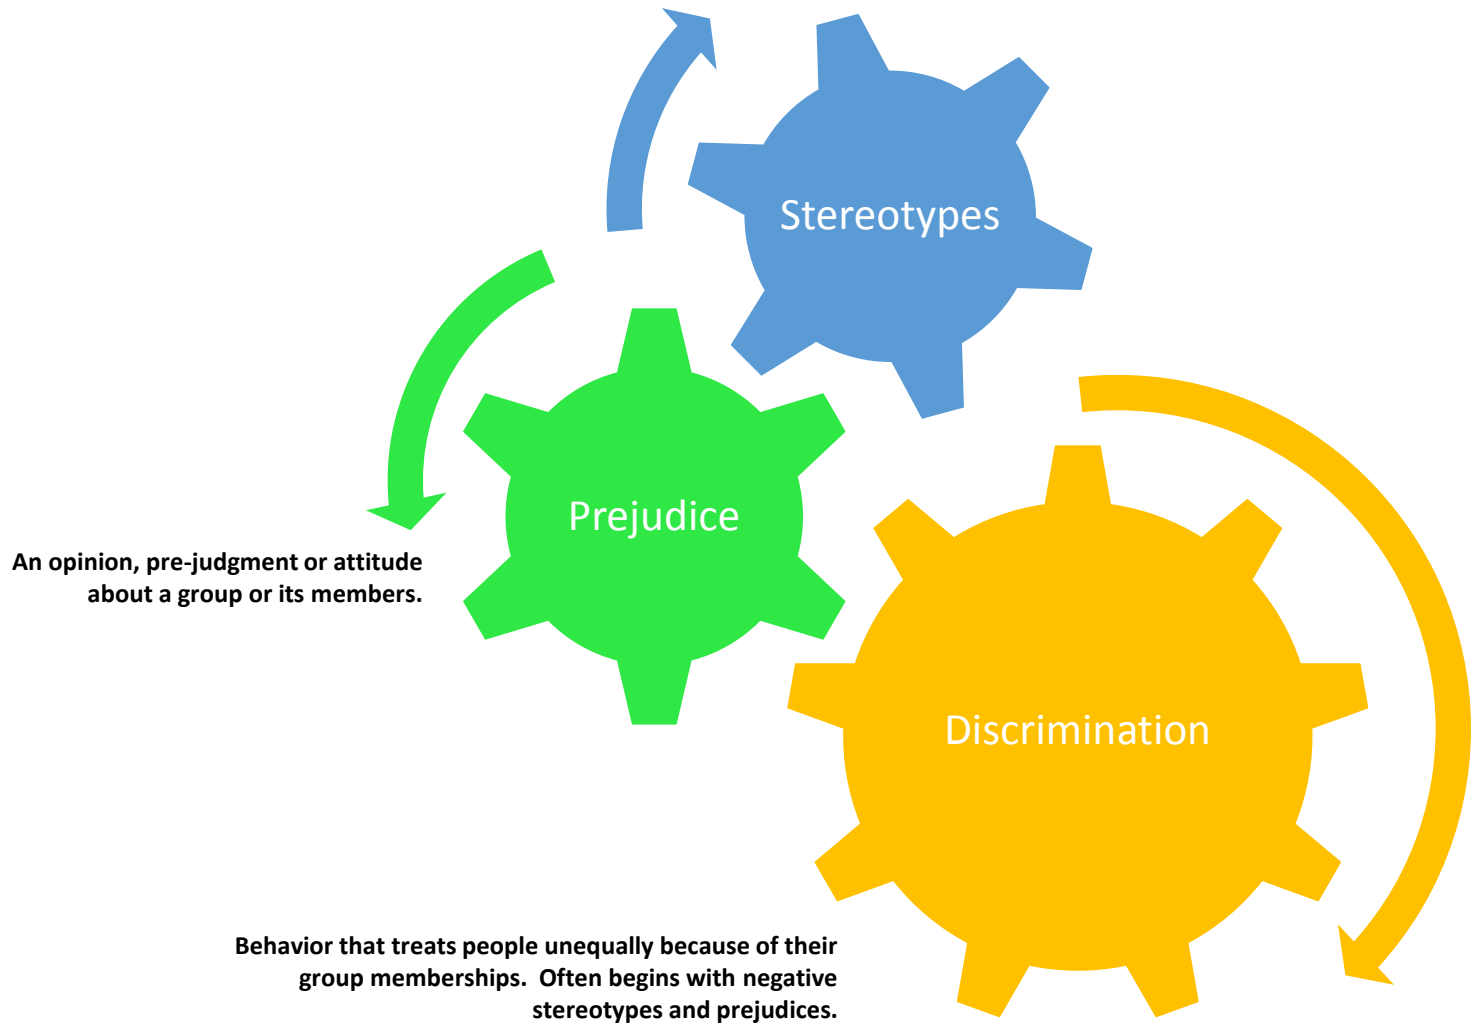 Stereotypes
Prejudice
An opinion, pre-judgment or attitude
about a group or its members.
Discrimination
Behavior that treats people unequally because of their
group memberships.  Often begins with negative
stereotypes and prejudices.